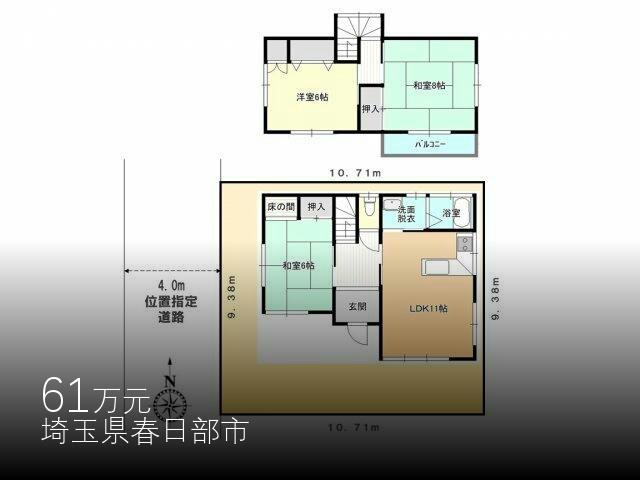 洋室6帖
和室8帖
押入
バルコニー
10.71m
床の間
押入
洗面
脱衣
浴室
和室6帖
4.0m
位置指定
道路
9.38m
玄関
LDK11帖
9.38m
N
61万元
埼玉県春日部市
10.71m